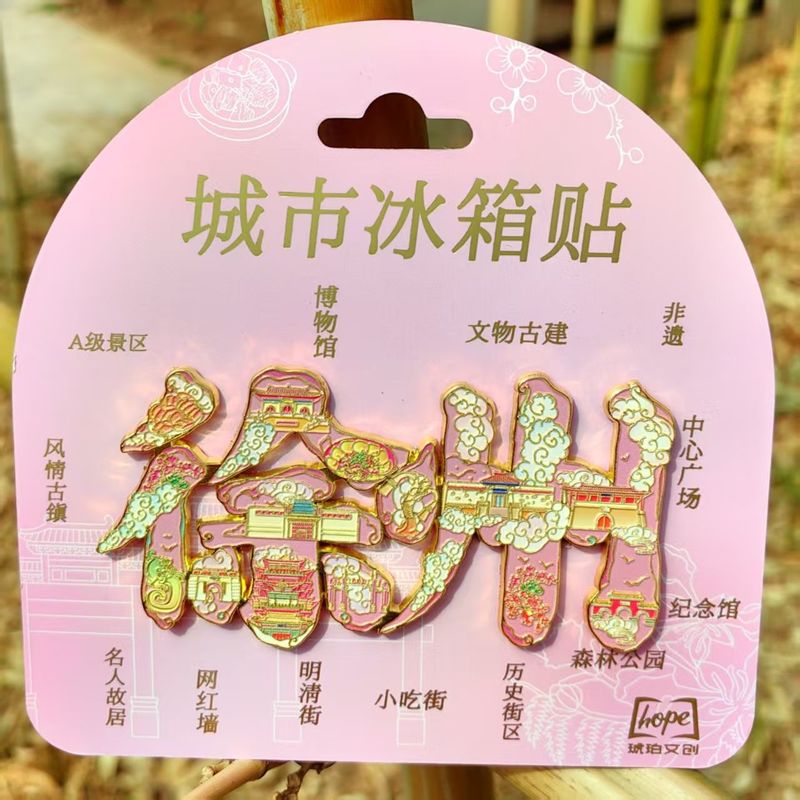 城市冰箱贴
博物馆
非遗
文物古建
A级景区
徐州
中心广场
风情古鎮
纪念馆
森林公园
名人故居
网红墙
明清街
小吃街
历史街区
hope
琥珀文创